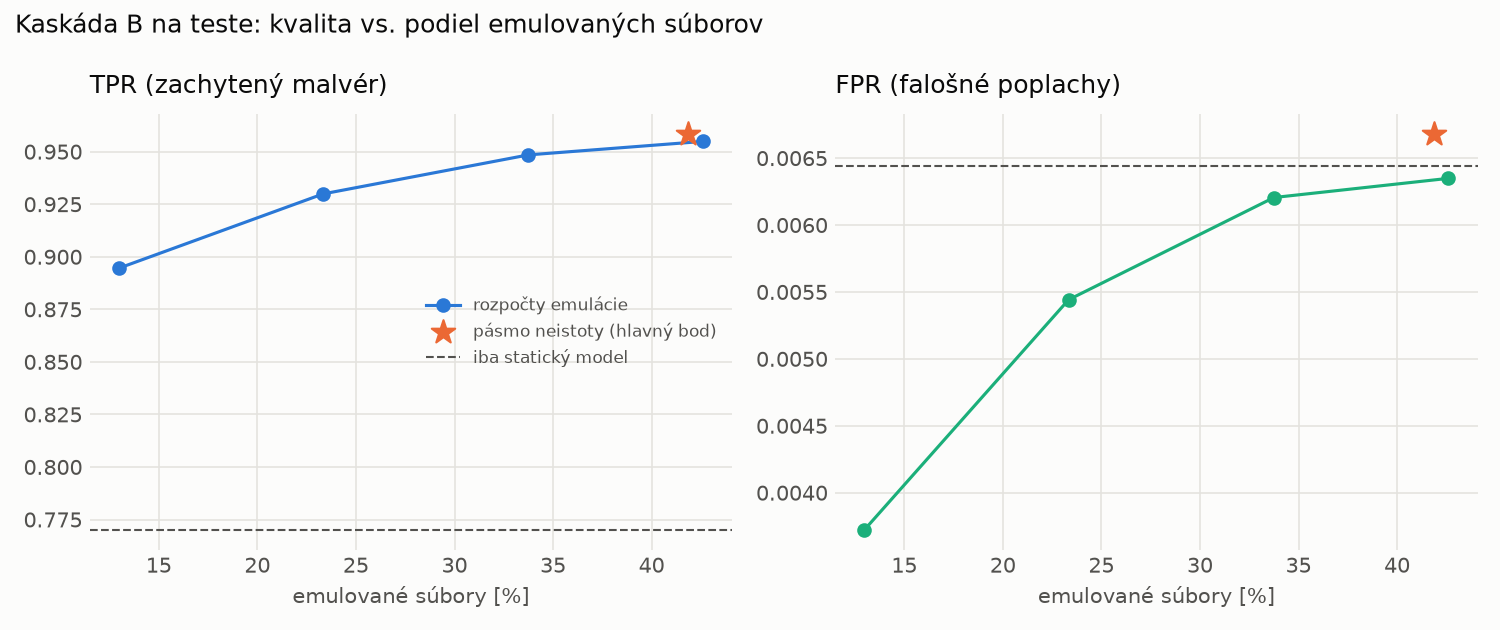 Kaskáda B na teste: kvalita vs. podiel emulovaných súborov
TPR (zachytený malvér)
0.950
0.925
0.900
0.875
0.850
0.825
0.800
0.775
rozpočty emulácie
pásmo neistoty (hlavný bod)
iba statický model
15 20 25 30 35 40
emulované súbory [%]
FPR (falošné poplachy)
0.0065
0.0060
0.0055
0.0050
0.0045
0.0040
15 20 25 30 35 40
emulované súbory [%]